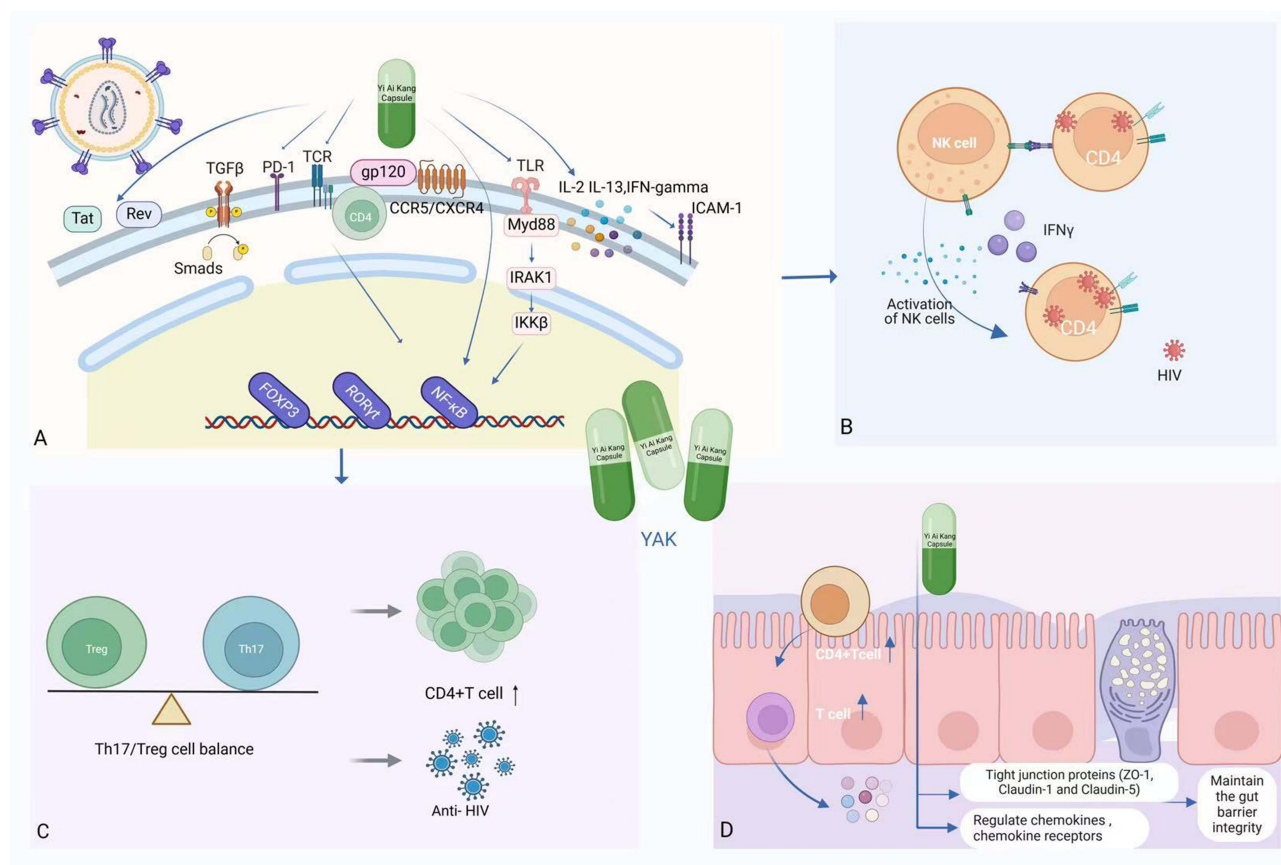 Yi Ai Kang
Capsule
Tat
Rev
TGFβ
Smads
PD-1
TCR
gp120
CD4
CCR5/CXCR4
TLR
Myd88
IRAK1
IKKβ
IL-2 IL-13,IFN-gamma
ICAM-1
FOXP3
RORγt
NF-κB
A
NK cell
CD4
IFNγ
Activation
of NK cells
CD4
HIV
B
Yi Ai Kang
Capsule
Yi Ai Kang
Capsule
Yi Ai Kang
Capsule
YAK
Treg
Th17
Th17/Treg cell balance
CD4+T cell ↑
Anti- HIV
C
Yi Ai Kang
Capsule
CD4+Tcell
T cell
Tight junction proteins (ZO-1,
Claudin-1 and Claudin-5)
Regulate chemokines ,
chemokine receptors
Maintain
the gut
barrier
integrity
D